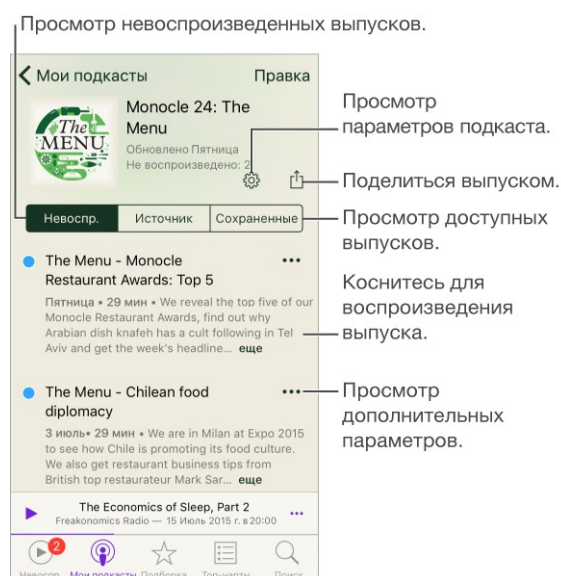 Просмотр невоспроизведенных выпусков.
Мои подкасты
Правка
The
MENU
Monocle 24: The
Menu
Обновлено Пятница
Не воспроизведено: 2
Просмотр
параметров подкаста.
Поделиться выпуском.
Невоспр.
Источник
Сохраненные
Просмотр доступных
выпусков.
The Menu - Monocle
Restaurant Awards: Top 5
Пятница • 29 мин • We reveal the top five of our
Monocle Restaurant Awards, find out why
Arabian dish knafeh has a cult following in Tel
Aviv and get the week's headline... еще
Коснитесь для
воспроизведения
выпуска.
The Menu - Chilean food
diplomacy
3 июль• 29 мин • We are in Milan at Expo 2015
to see how Chile is promoting its food culture.
We also get restaurant business tips from
British top restaurateur Mark Sar... еще
Просмотр
дополнительных
параметров.
The Economics of Sleep, Part 2
Freakonomics Radio — 15 Июль 2015 г. в 20:00
2
Невоспр.
Мои подкасты
Подборка
Топ-чарты
Поиск